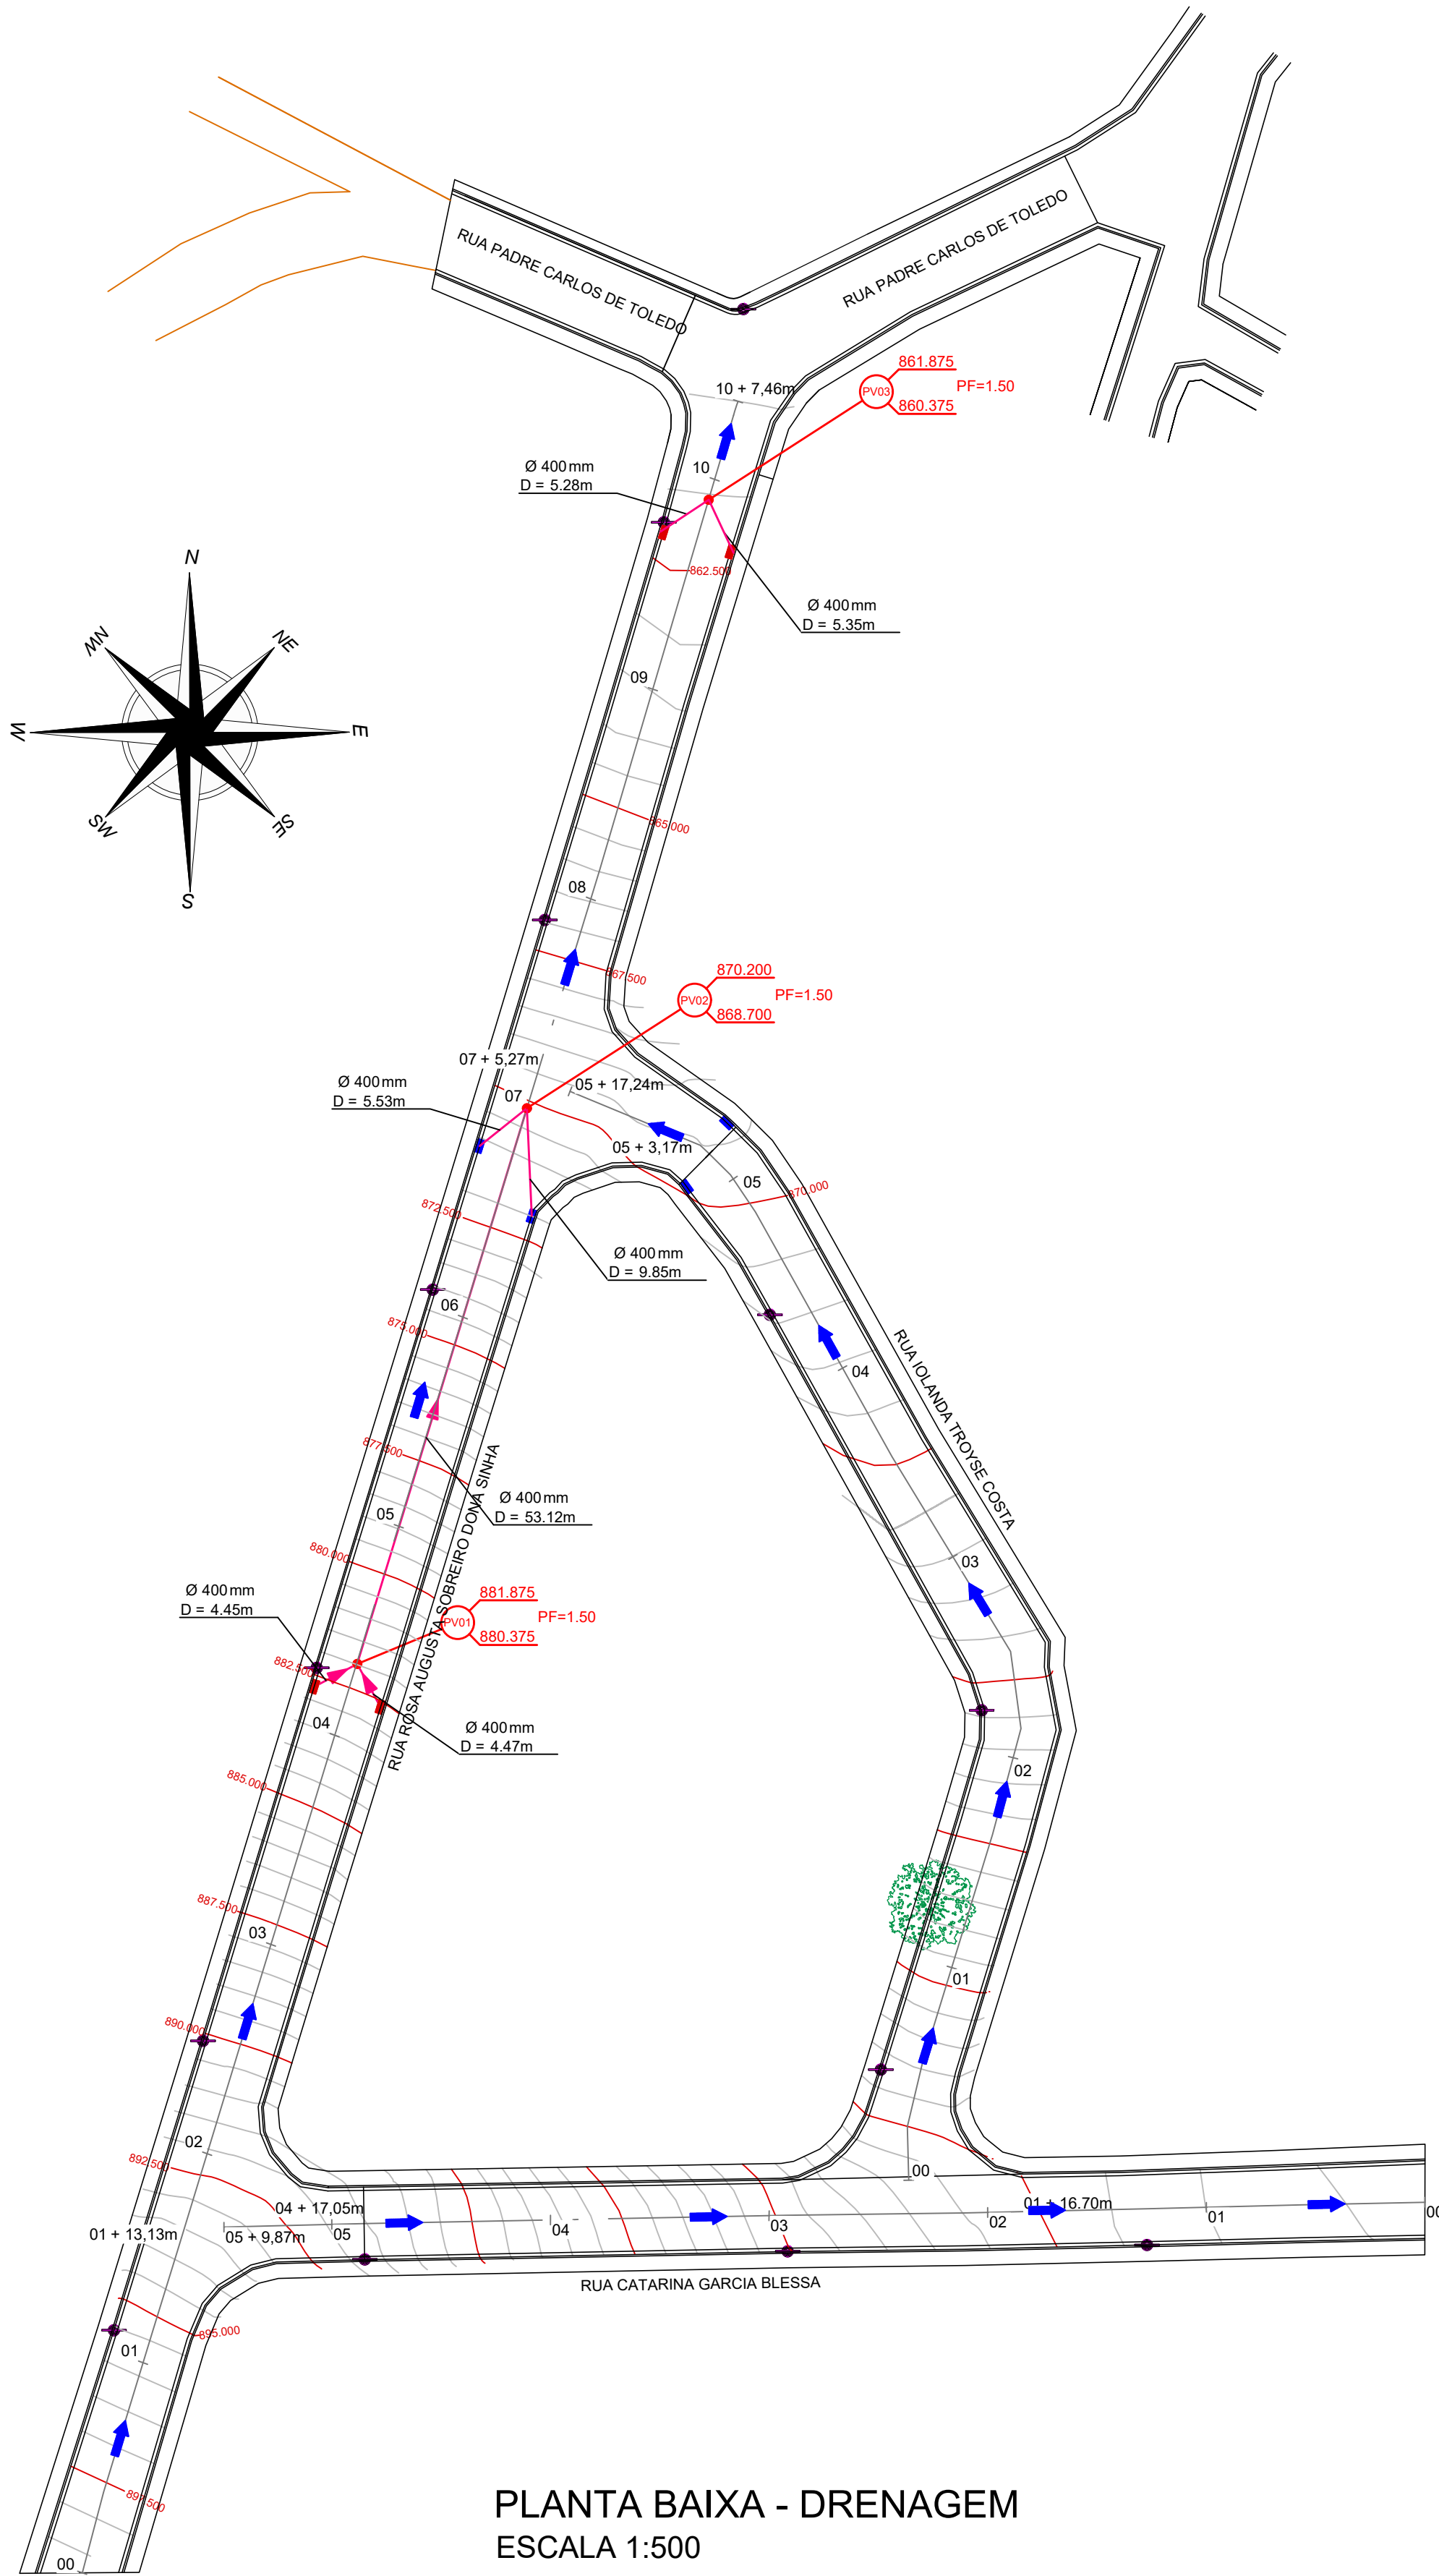 RUA PADRE CARLOS DE TOLEDO
RUA PADRE CARLOS DE TOLEDO
861.875
PV03
PF=1.50
860.375
10 + 7,46m
10
Ø 400mm
D = 5.28m
862.500
Ø 400mm
D = 5.35m
N
NE
E
SE
S
SW
W
NW
09
865.000
08
867.500
870.200
PV02
PF=1.50
868.700
07 + 5,27m
07
05 + 17,24m
Ø 400mm
D = 5.53m
05 + 3,17m
05
870.000
872.500
Ø 400mm
D = 9.85m
06
875.000
04
RUA IOLANDA TROYSE COSTA
877.500
Ø 400mm
D = 53.12m
05
03
880.000
Ø 400mm
D = 4.45m
881.875
PV01
PF=1.50
880.375
RUA ROSA AUGUSTA SOBREIRO DONA SINHA
882.500
04
Ø 400mm
D = 4.47m
02
885.000
887.500
03
01
890.000
02
892.500
00
04 + 17,05m
01 + 16.70m
01 + 13,13m
05 + 9,87m
05
04
03
02
01
00
RUA CATARINA GARCIA BLESSA
895.000
01
897.500
00
PLANTA BAIXA - DRENAGEM
ESCALA 1:500